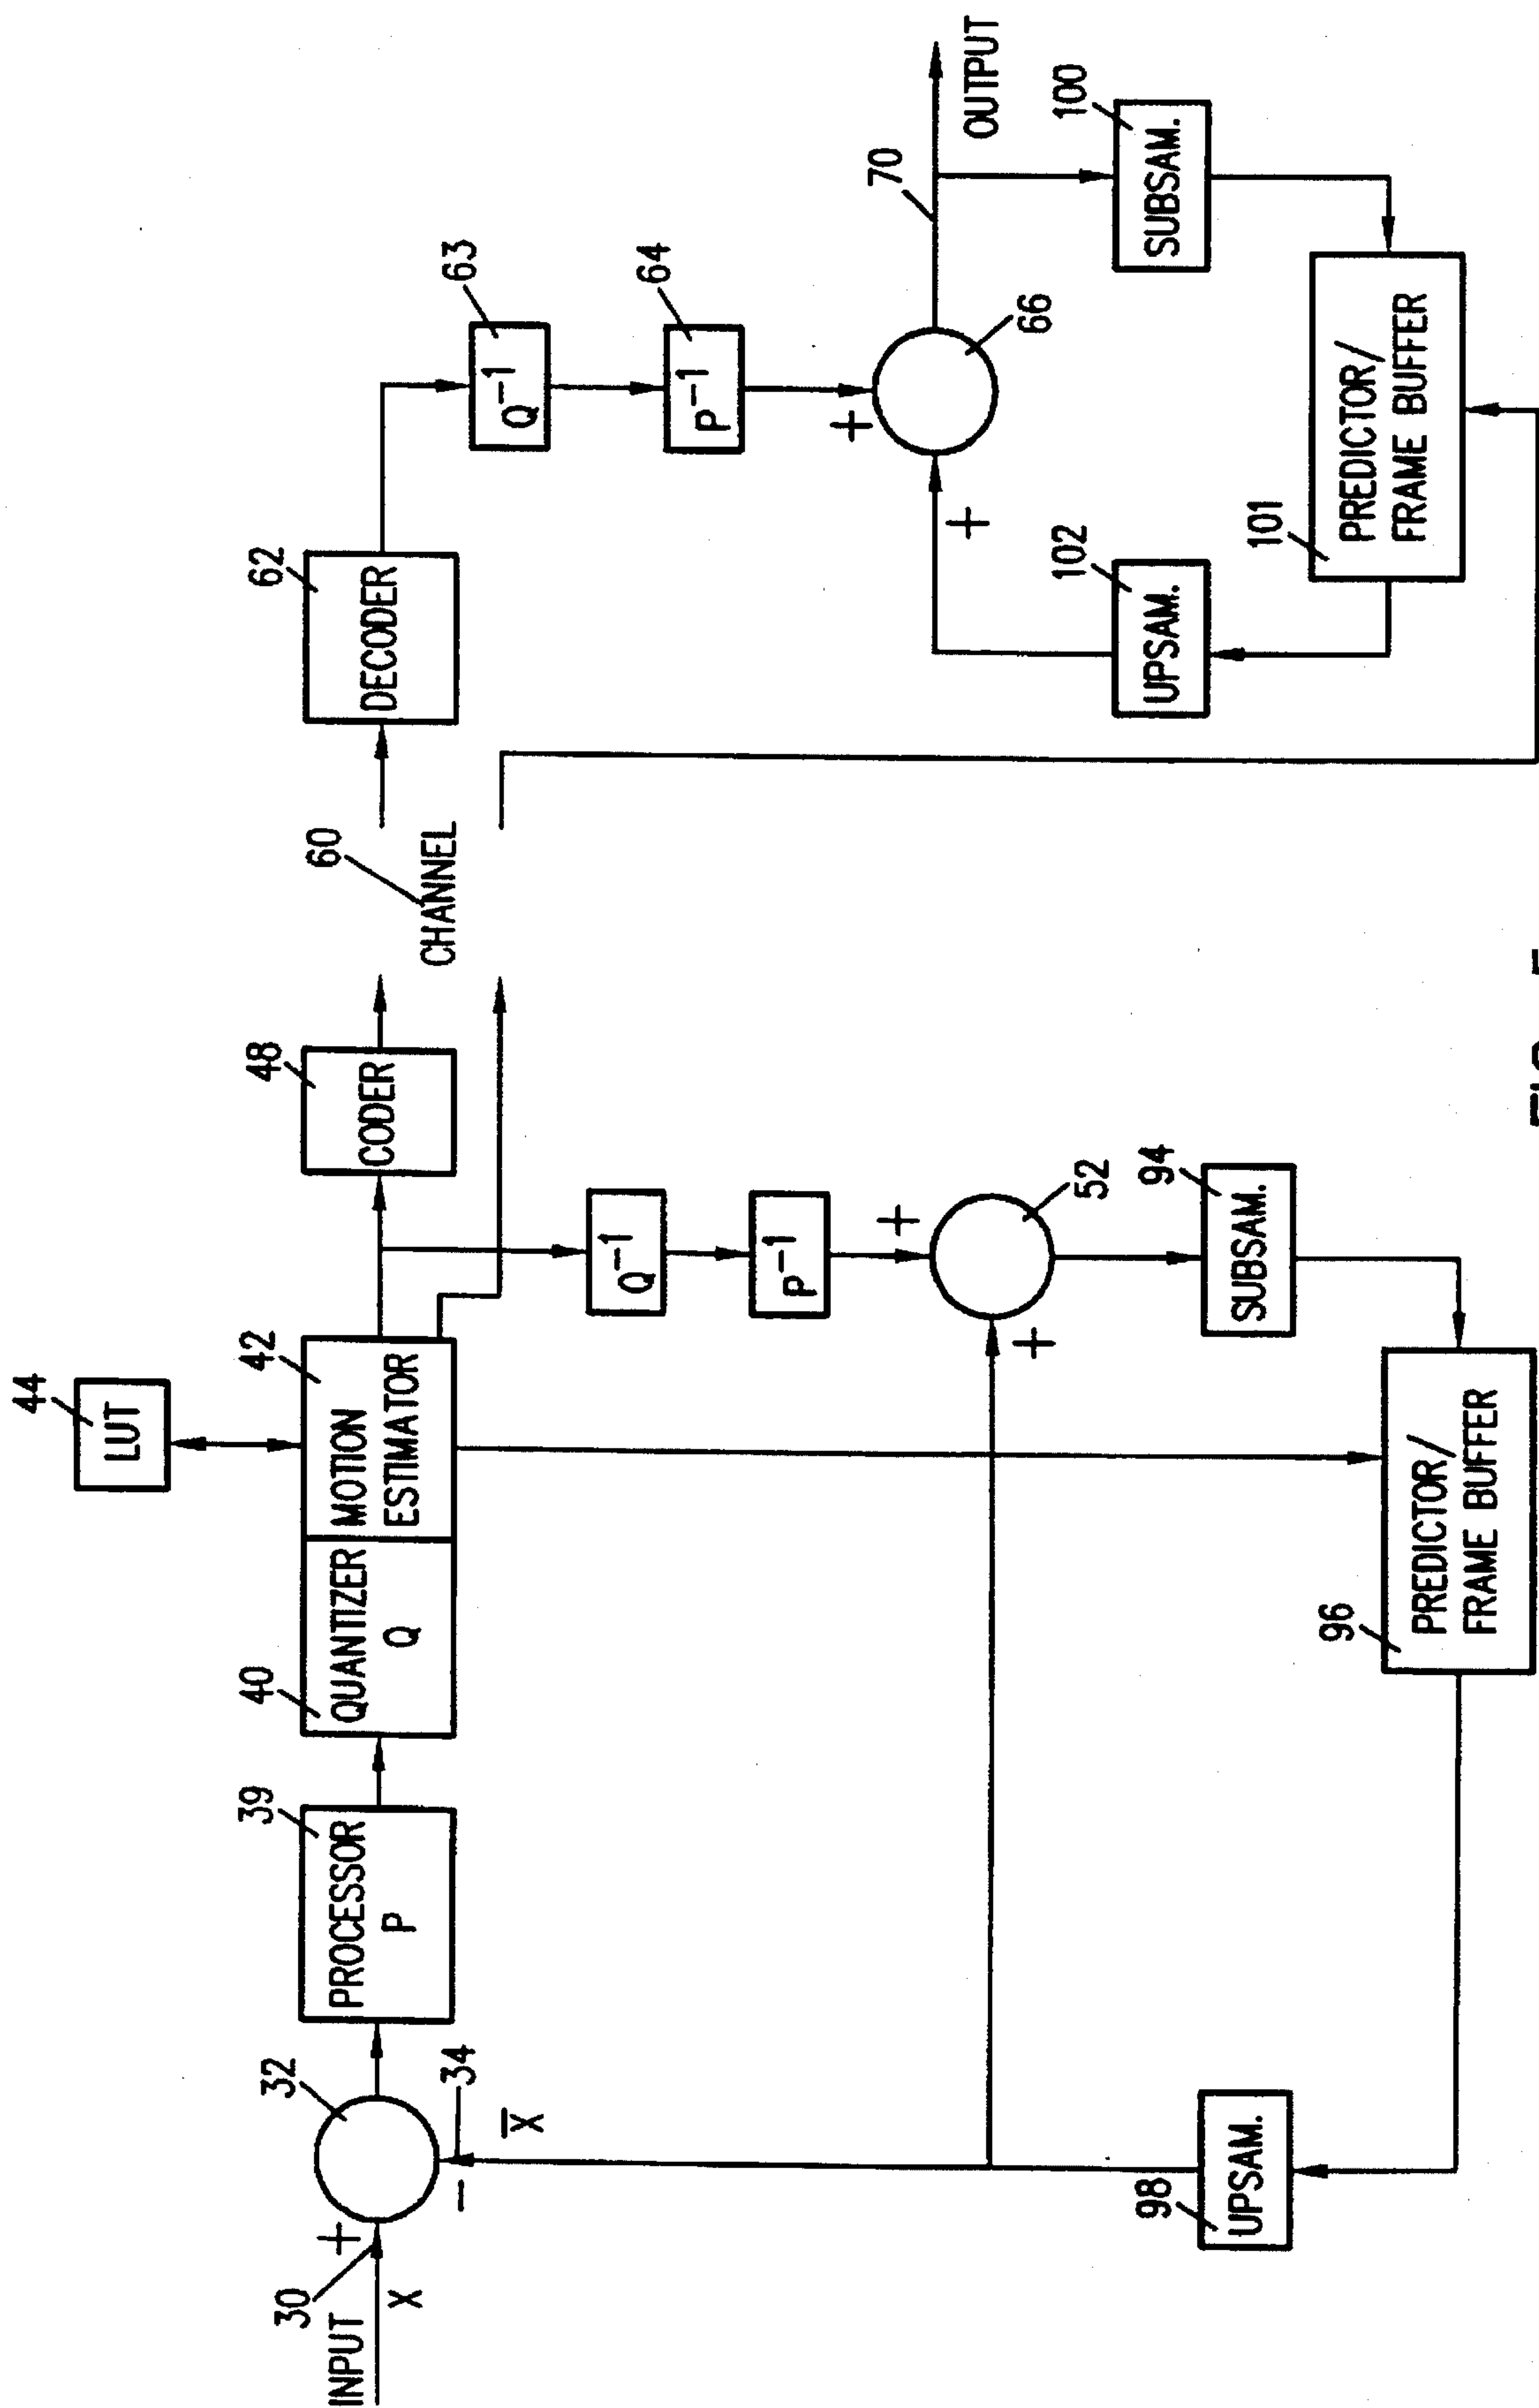 44
LUT
INPUT
30
+
X
32
−
34
X̅
39
PROCESSOR
P
40
QUANTIZER
Q
42
MOTION
ESTIMATOR
48
CODER
60
CHANNEL
62
DECODER
Q⁻¹
P⁻¹
+
+
52
94
SUBSAM.
96
PREDICTOR/
FRAME BUFFER
98
UPSAM.
63
Q⁻¹
64
P⁻¹
+
+
66
70
OUTPUT
100
SUBSAM.
101
PREDICTOR/
FRAME BUFFER
102
UPSAM.